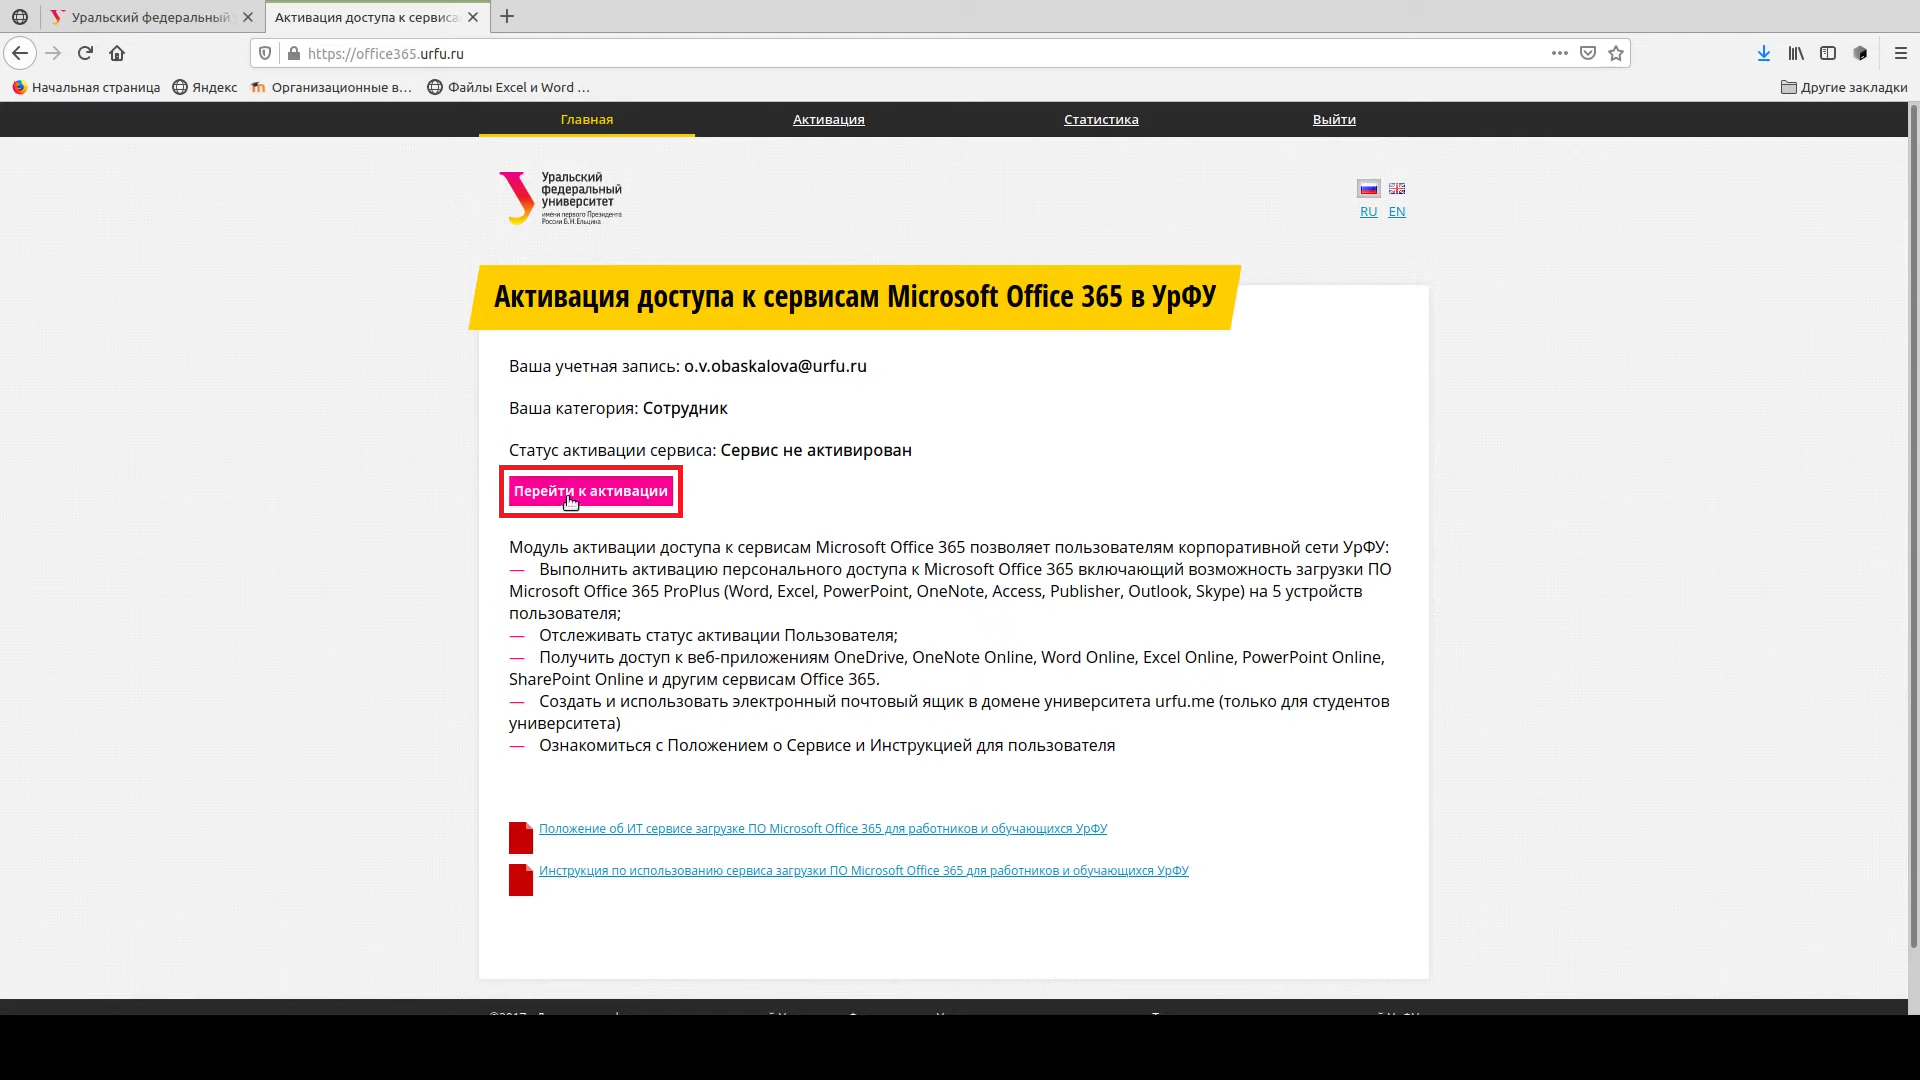 Уральский федеральный
Активация доступа к сервиса
https://office365.urfu.ru
Начальная страница
Яндекс
Организационные в…
Файлы Excel и Word …
Другие закладки
Главная
Активация
Статистика
Выйти
Уральский
федеральный
университет
имени первого Президента
России Б.Н.Ельцина
RU EN
Активация доступа к сервисам Microsoft Office 365 в УрФУ
Ваша учетная запись: o.v.obaskalova@urfu.ru
Ваша категория: Сотрудник
Статус активации сервиса: Сервис не активирован
Перейти к активации
Модуль активации доступа к сервисам Microsoft Office 365 позволяет пользователям корпоративной сети УрФУ:
— Выполнить активацию персонального доступа к Microsoft Office 365 включающий возможность загрузки ПО
Microsoft Office 365 ProPlus (Word, Excel, PowerPoint, OneNote, Access, Publisher, Outlook, Skype) на 5 устройств
пользователя;
— Отслеживать статус активации Пользователя;
— Получить доступ к веб-приложениям OneDrive, OneNote Online, Word Online, Excel Online, PowerPoint Online,
SharePoint Online и другим сервисам Office 365.
— Создать и использовать электронный почтовый ящик в домене университета urfu.me (только для студентов
университета)
— Ознакомиться с Положением о Сервисе и Инструкцией для пользователя
Положение об ИТ сервисе загрузке ПО Microsoft Office 365 для работников и обучающихся УрФУ
Инструкция по использованию сервиса загрузки ПО Microsoft Office 365 для работников и обучающихся УрФУ